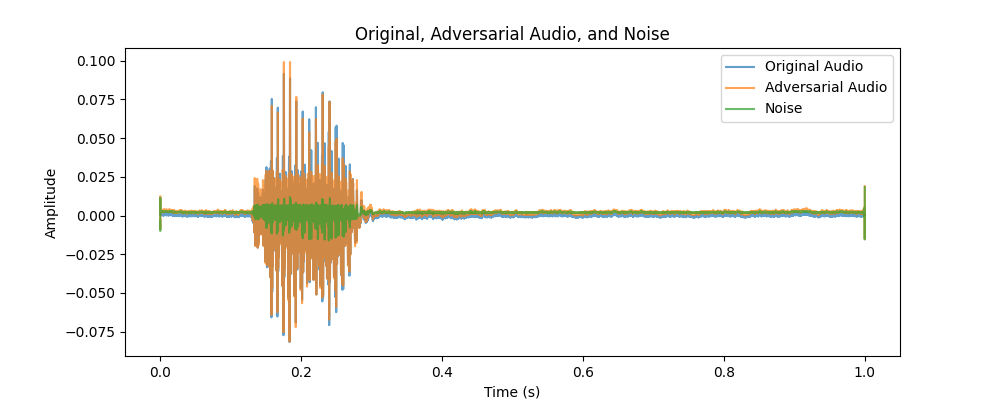 Original, Adversarial Audio, and Noise
Original Audio
Adversarial Audio
Noise
Amplitude
0.100
0.075
0.050
0.025
0.000
−0.025
−0.050
−0.075
0.0 0.2 0.4 0.6 0.8 1.0
Time (s)